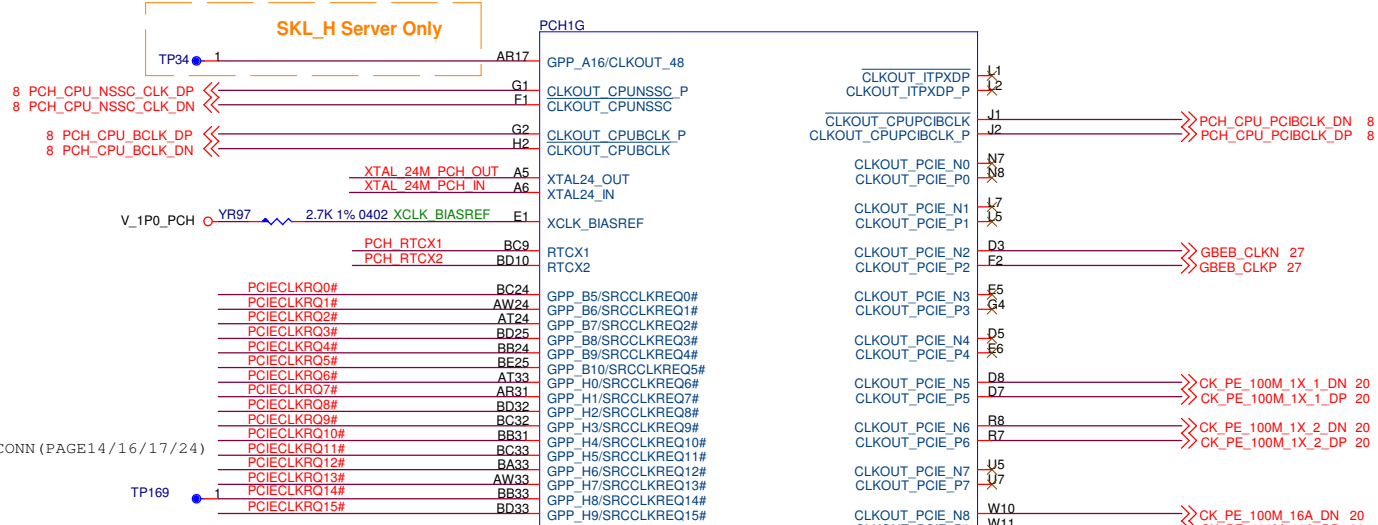 SKL_H Server Only
PCH1G
TP34 1 AR17 GPP_A16/CLKOUT_48
8 PCH_CPU_NSSC_CLK_DP G1 CLKOUT_CPUNSSC_P
8 PCH_CPU_NSSC_CLK_DN F1 CLKOUT_CPUNSSC
8 PCH_CPU_BCLK_DP G2 CLKOUT_CPUBCLK_P
8 PCH_CPU_BCLK_DN H2 CLKOUT_CPUBCLK
XTAL_24M_PCH_OUT A5 XTAL24_OUT
XTAL_24M_PCH_IN A6 XTAL24_IN
V_1P0_PCH YR97 2.7K 1% 0402 XCLK_BIASREF E1 XCLK_BIASREF
PCH_RTCX1 BC9 RTCX1
PCH_RTCX2 BD10 RTCX2
PCIECLKRQ0# BC24 GPP_B5/SRCCLKREQ0#
PCIECLKRQ1# AW24 GPP_B6/SRCCLKREQ1#
PCIECLKRQ2# AT24 GPP_B7/SRCCLKREQ2#
PCIECLKRQ3# BD25 GPP_B8/SRCCLKREQ3#
PCIECLKRQ4# BB24 GPP_B9/SRCCLKREQ4#
PCIECLKRQ5# BE25 GPP_B10/SRCCLKREQ5#
PCIECLKRQ6# AT33 GPP_H0/SRCCLKREQ6#
PCIECLKRQ7# AR31 GPP_H1/SRCCLKREQ7#
PCIECLKRQ8# BD32 GPP_H2/SRCCLKREQ8#
PCIECLKRQ9# BC32 GPP_H3/SRCCLKREQ9#
PCIECLKRQ10# BB31 GPP_H4/SRCCLKREQ10#
CONN(PAGE14/16/17/24)
PCIECLKRQ11# BC33 GPP_H5/SRCCLKREQ11#
PCIECLKRQ12# BA33 GPP_H6/SRCCLKREQ12#
PCIECLKRQ13# AW33 GPP_H7/SRCCLKREQ13#
TP169 1 PCIECLKRQ14# BB33 GPP_H8/SRCCLKREQ14#
PCIECLKRQ15# BD33 GPP_H9/SRCCLKREQ15#
CLKOUT_ITPXDP L1
CLKOUT_ITPXDP_P L2
CLKOUT_CPUPCIBCLK J1 PCH_CPU_PCIBCLK_DN 8
CLKOUT_CPUPCIBCLK_P J2 PCH_CPU_PCIBCLK_DP 8
CLKOUT_PCIE_N0 N7
CLKOUT_PCIE_P0 N8
CLKOUT_PCIE_N1 L7
CLKOUT_PCIE_P1 L5
CLKOUT_PCIE_N2 D3 GBEB_CLKN 27
CLKOUT_PCIE_P2 F2 GBEB_CLKP 27
CLKOUT_PCIE_N3 E5
CLKOUT_PCIE_P3 G4
CLKOUT_PCIE_N4 D5
CLKOUT_PCIE_P4 E6
CLKOUT_PCIE_N5 D8 CK_PE_100M_1X_1_DN 20
CLKOUT_PCIE_P5 D7 CK_PE_100M_1X_1_DP 20
CLKOUT_PCIE_N6 R8 CK_PE_100M_1X_2_DN 20
CLKOUT_PCIE_P6 R7 CK_PE_100M_1X_2_DP 20
CLKOUT_PCIE_N7 U5
CLKOUT_PCIE_P7 U7
CLKOUT_PCIE_N8 W10 CK_PE_100M_16A_DN 20
W11